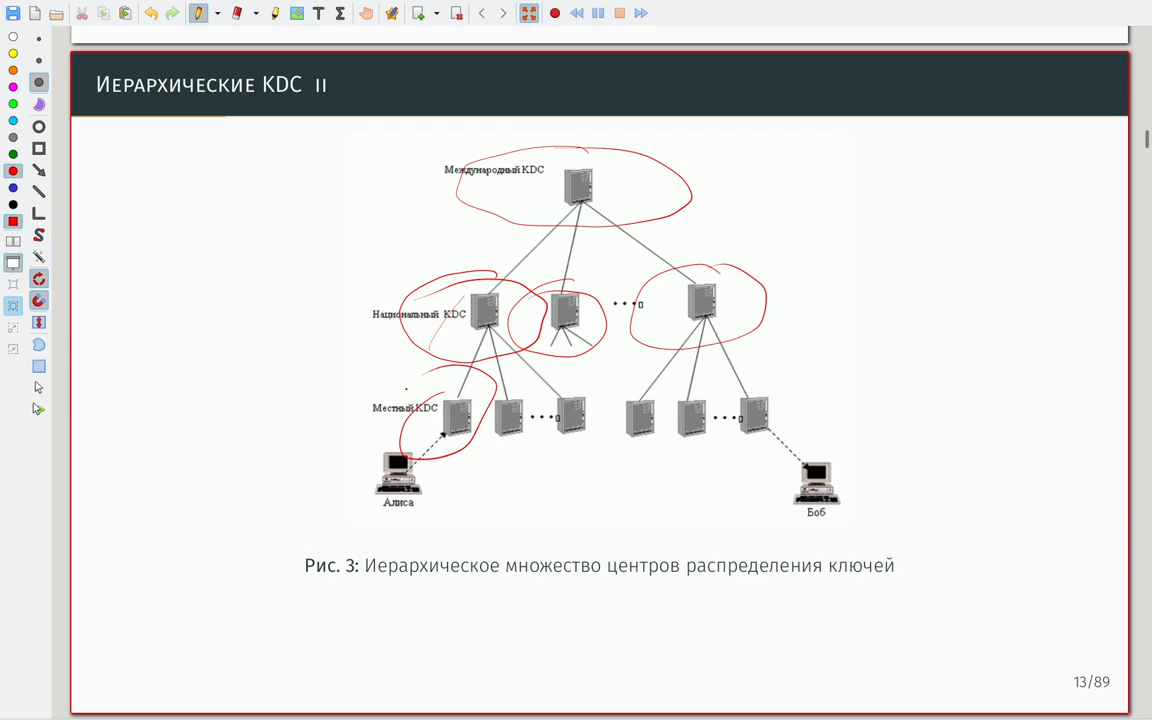 Иерархические KDC II
Международный KDC
Национальный KDC
Местный KDC
Алиса
Боб
Рис. 3: Иерархическое множество центров распределения ключей
13/89